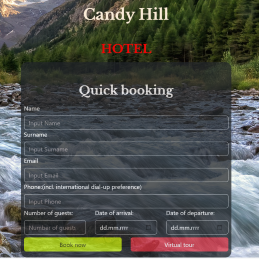 Candy Hill
HOTEL
Quick booking
Name
Input Name
Surname
Input Surname
Email
Input Email
Phone:(incl. international dial-up preference)
Input Phone
Number of guests: Date of arrival: Date of departure:
Number of guests dd.mm.rrrr dd.mm.rrrr
Book now Virtual tour